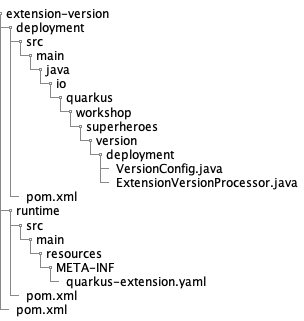 extension-version
deployment
src
main
java
io
quarkus
workshop
superheroes
version
deployment
VersionConfig.java
ExtensionVersionProcessor.java
pom.xml
runtime
src
main
resources
META-INF
quarkus-extension.yaml
pom.xml
pom.xml